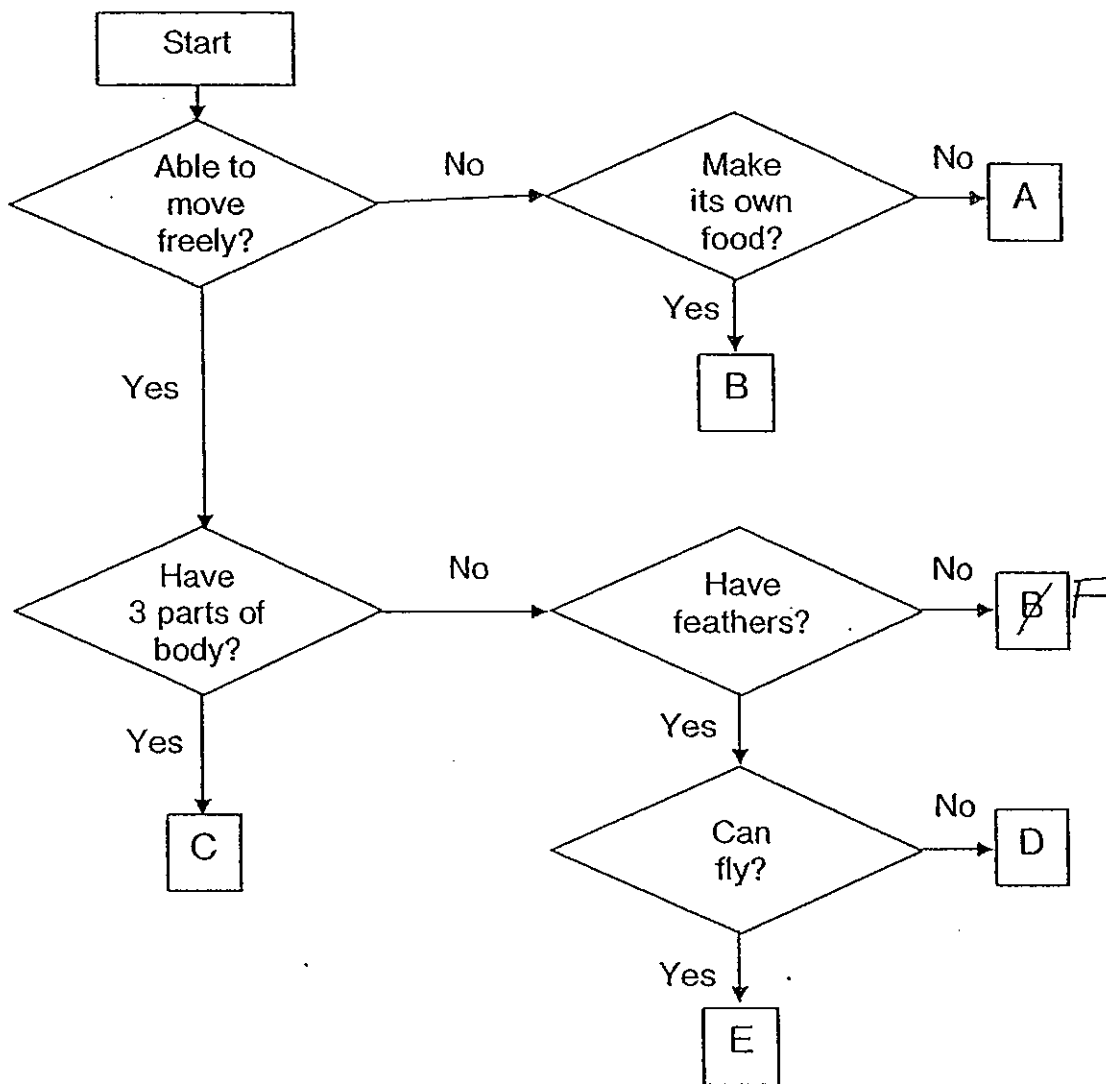 Start
Able to
move
freely?
No
Make
its own
food?
No
A
Yes
B
Yes
Have
3 parts of
body?
No
Have
feathers?
No
B F
Yes
C
Yes
Can
fly?
No
D
Yes
E